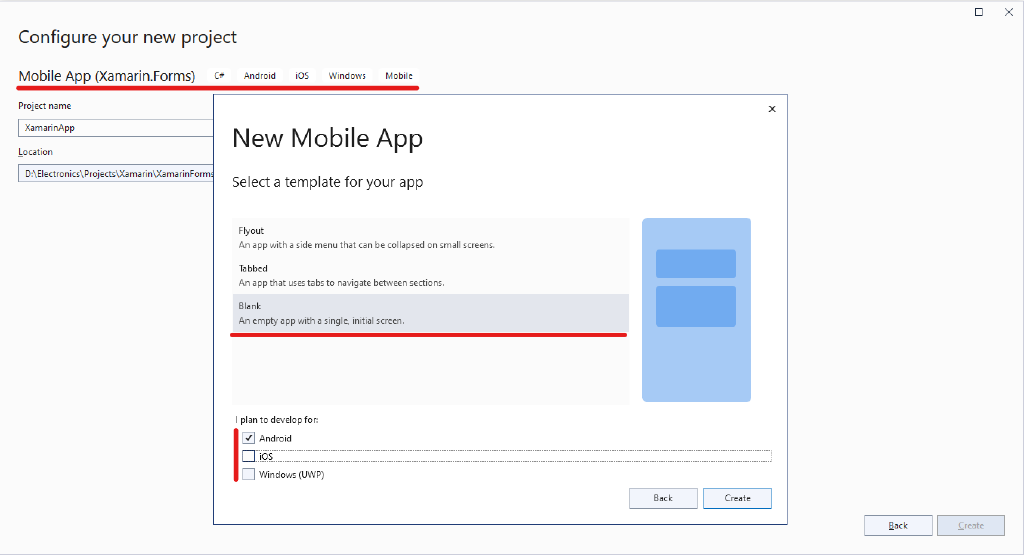 Configure your new project
Mobile App (Xamarin.Forms) C# Android iOS Windows Mobile
Project name
XamarinApp
Location
D:\Electronics\Projects\Xamarin\XamarinForms
New Mobile App
Select a template for your app
Flyout
An app with a side menu that can be collapsed on small screens.
Tabbed
An app that uses tabs to navigate between sections.
Blank
An empty app with a single, initial screen.
I plan to develop for:
Android
iOS
Windows (UWP)
Back Create
Back Create